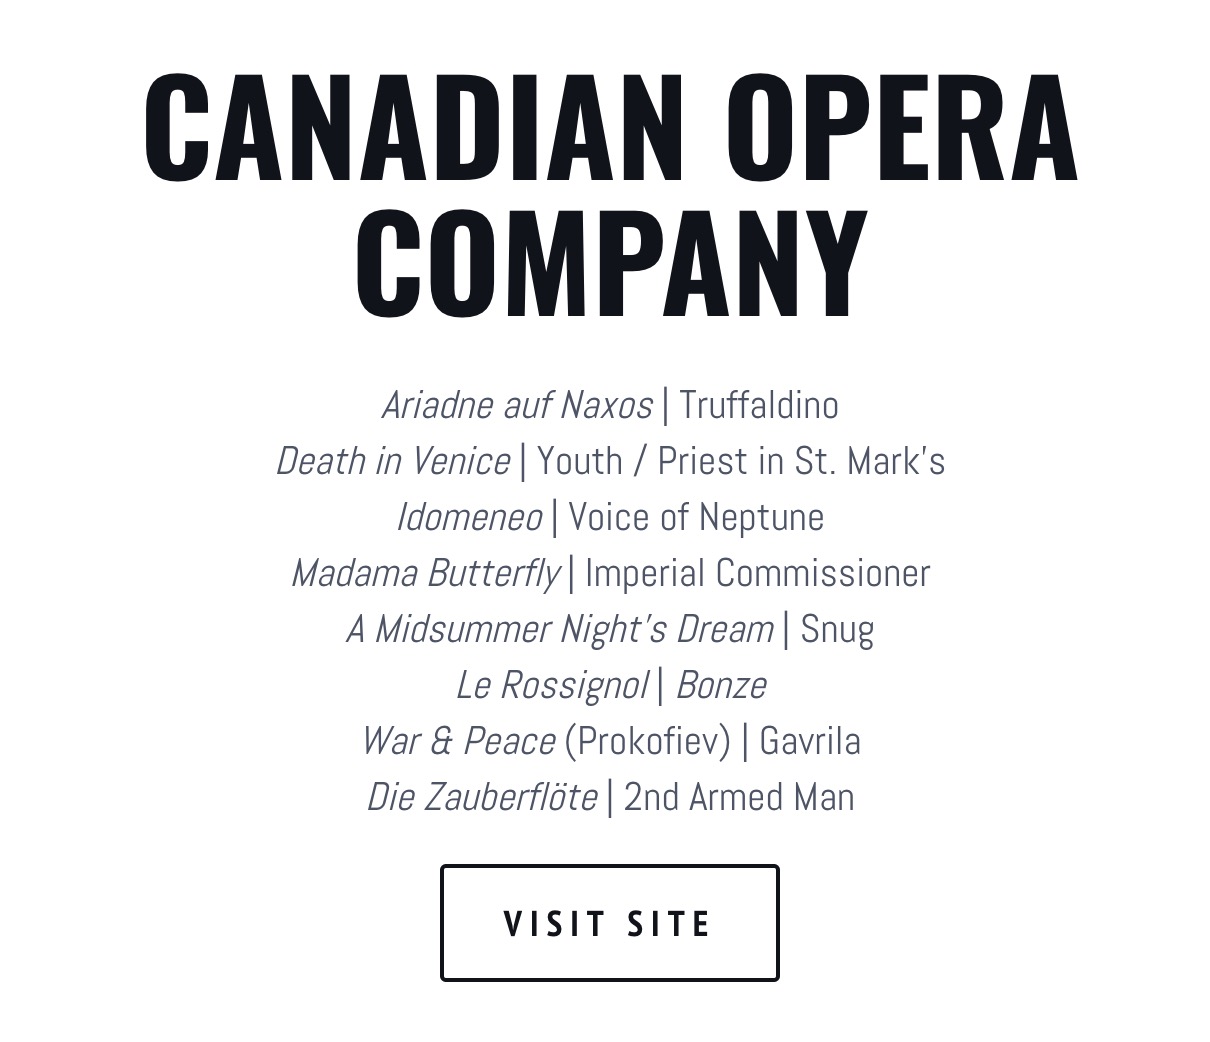 CANADIAN OPERA
COMPANY
Ariadne auf Naxos | Truffaldino
Death in Venice | Youth / Priest in St. Mark’s
Idomeneo | Voice of Neptune
Madama Butterfly | Imperial Commissioner
A Midsummer Night’s Dream | Snug
Le Rossignol | Bonze
War & Peace (Prokofiev) | Gavrila
Die Zauberflöte | 2nd Armed Man
VISIT SITE